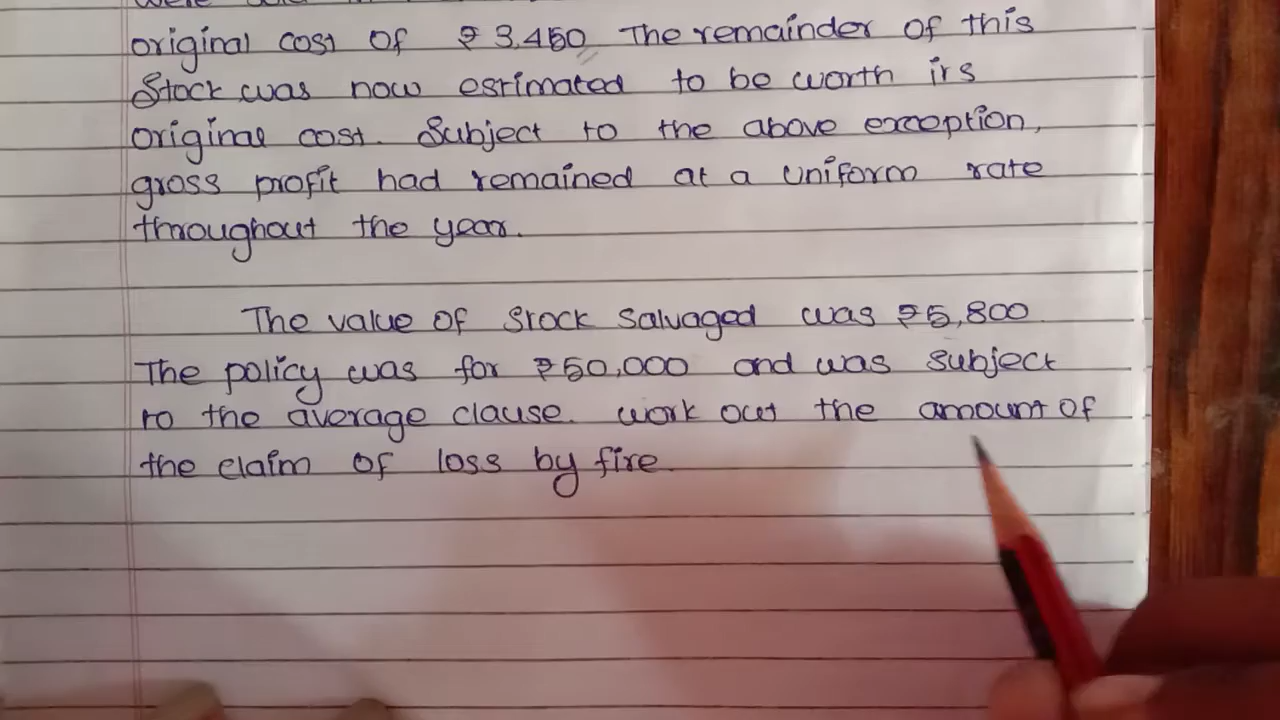 original cost of ₹ 3,450 The remainder of this
Stock was now estimated to be worth its
original cost. Subject to the above exception,
gross profit had remained at a uniform rate
throughout the year.
The value of stock salvaged was ₹5,800
The policy was for ₹50,000 and was subject
to the average clause. work out the amount of
the claim of loss by fire.